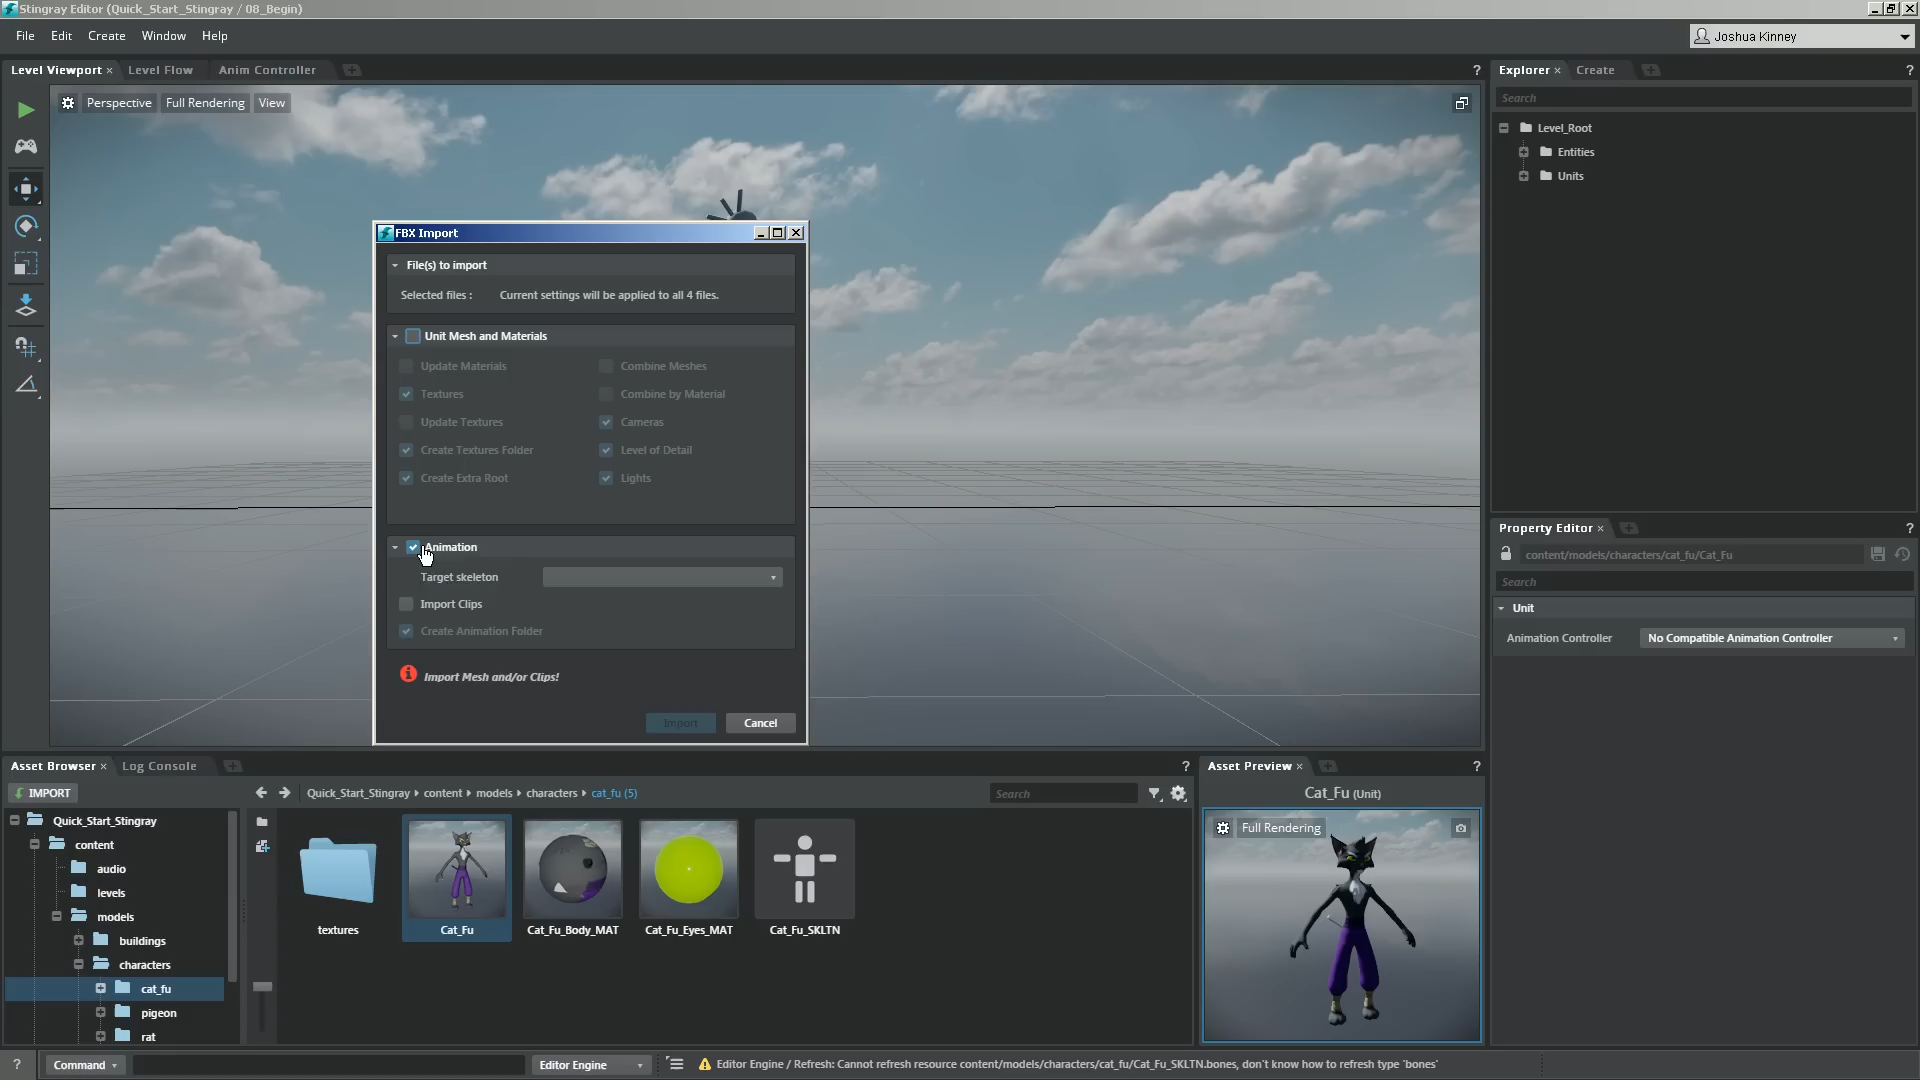 Stingray Editor (Quick_Start_Stingray / 08_Begin)
File Edit Create Window Help
Joshua Kinney
Level Viewport × Level Flow Anim Controller ?
Explorer × Create ?
Perspective Full Rendering View
Search
Level_Root
Entities
Units
FBX Import
File(s) to import
Selected files : Current settings will be applied to all 4 files.
Unit Mesh and Materials
Update Materials Combine Meshes
Textures Combine by Material
Update Textures Cameras
Create Textures Folder Level of Detail
Create Extra Root Lights
Animation
Target skeleton
Import Clips
Create Animation Folder
Import Mesh and/or Clips!
Import Cancel
Property Editor × ?
content/models/characters/cat_fu/Cat_Fu
Search
Unit
Animation Controller No Compatible Animation Controller
Asset Browser × Log Console ?
IMPORT
Quick_Start_Stingray content models characters cat_fu (5)
Search
Quick_Start_Stingray
content
audio
levels
models
buildings
characters
cat_fu
pigeon
rat
textures Cat_Fu Cat_Fu_Body_MAT Cat_Fu_Eyes_MAT Cat_Fu_SKLTN
Asset Preview × ?
Cat_Fu (Unit)
Full Rendering
? Command Editor Engine Editor Engine / Refresh: Cannot refresh resource content/models/characters/cat_fu/Cat_Fu_SKLTN.bones, don't know how to refresh type 'bones'